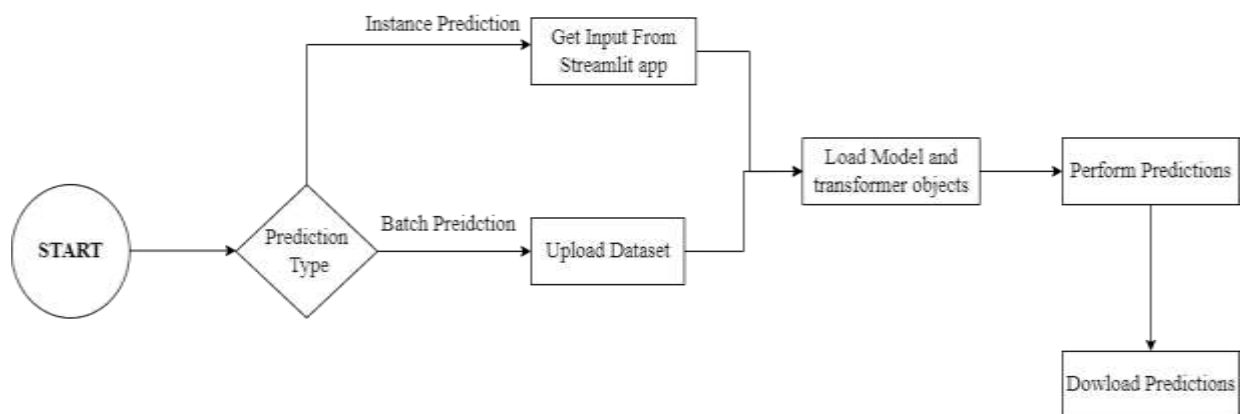 Instance Prediction
Get Input From
Streamlit app
Load Model and
transformer objects
Perform Predictions
START
Prediction
Type
Batch Preidction
Upload Dataset
Dowload Predictions